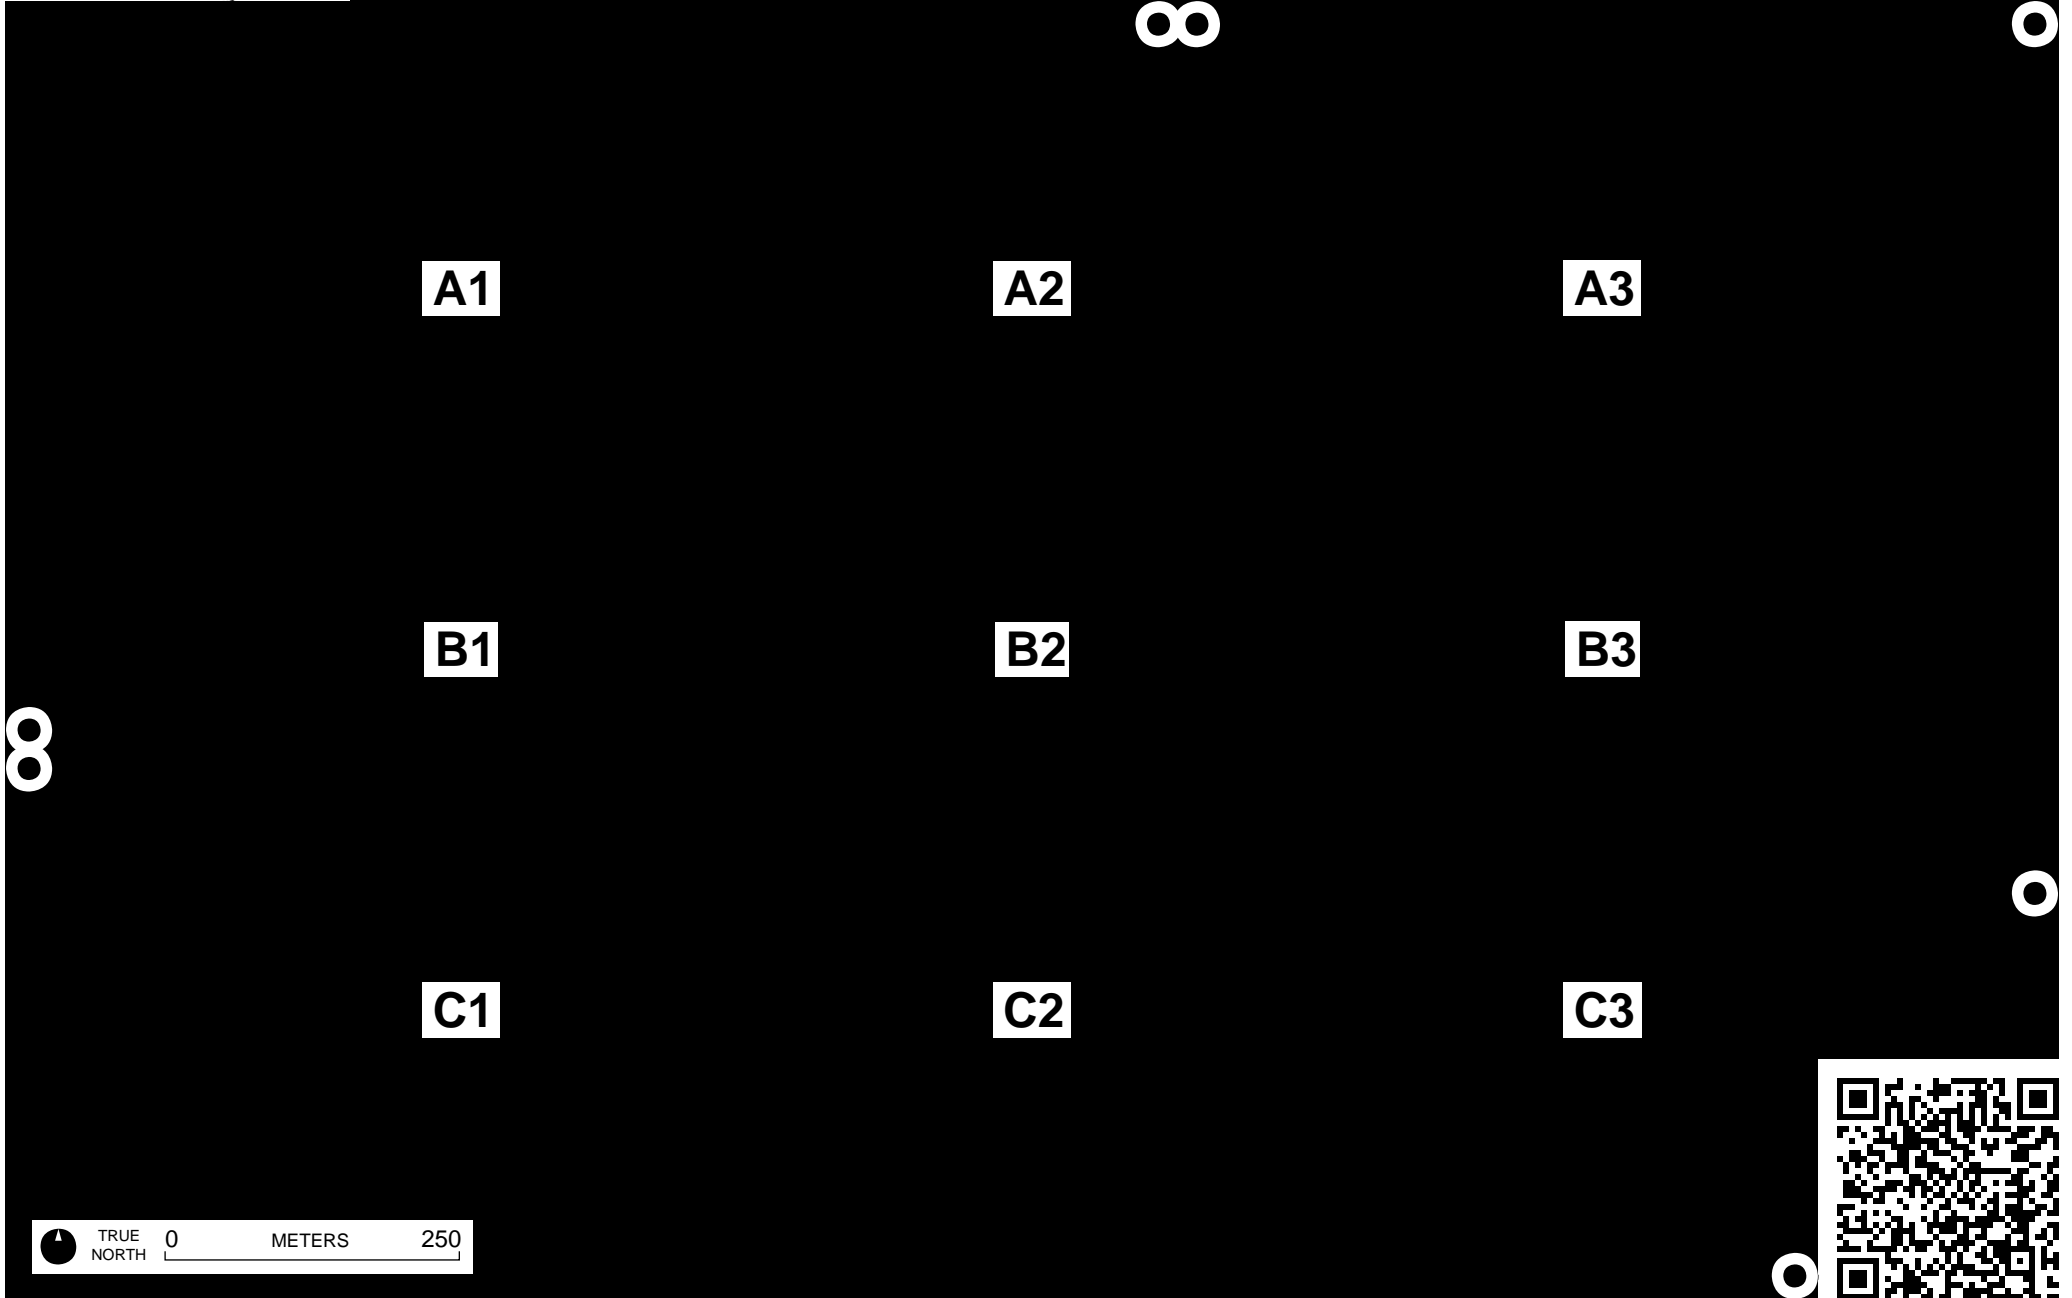 A1 A2 A3
B1 B2 B3
C1 C2 C3
TRUE NORTH
0 METERS 250